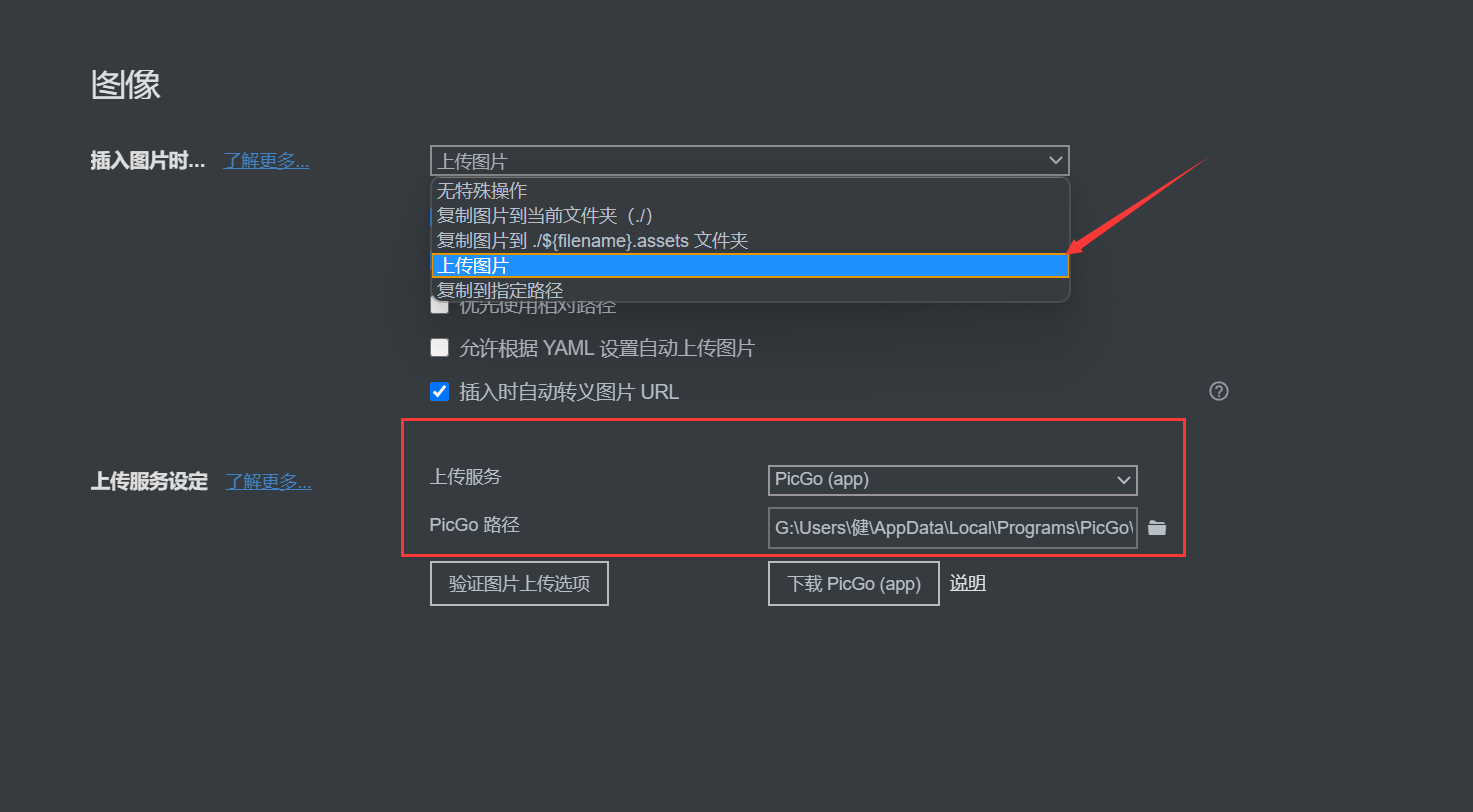 图像
插入图片时... 了解更多... 上传图片
无特殊操作
复制图片到当前文件夹（./）
复制图片到 ./${filename}.assets 文件夹
上传图片
复制到指定路径
优先使用相对路径
允许根据 YAML 设置自动上传图片
插入时自动转义图片 URL
上传服务设定 了解更多... 上传服务 PicGo (app)
PicGo 路径 G:\Users\健\AppData\Local\Programs\PicGo\
验证图片上传选项 下载 PicGo (app) 说明